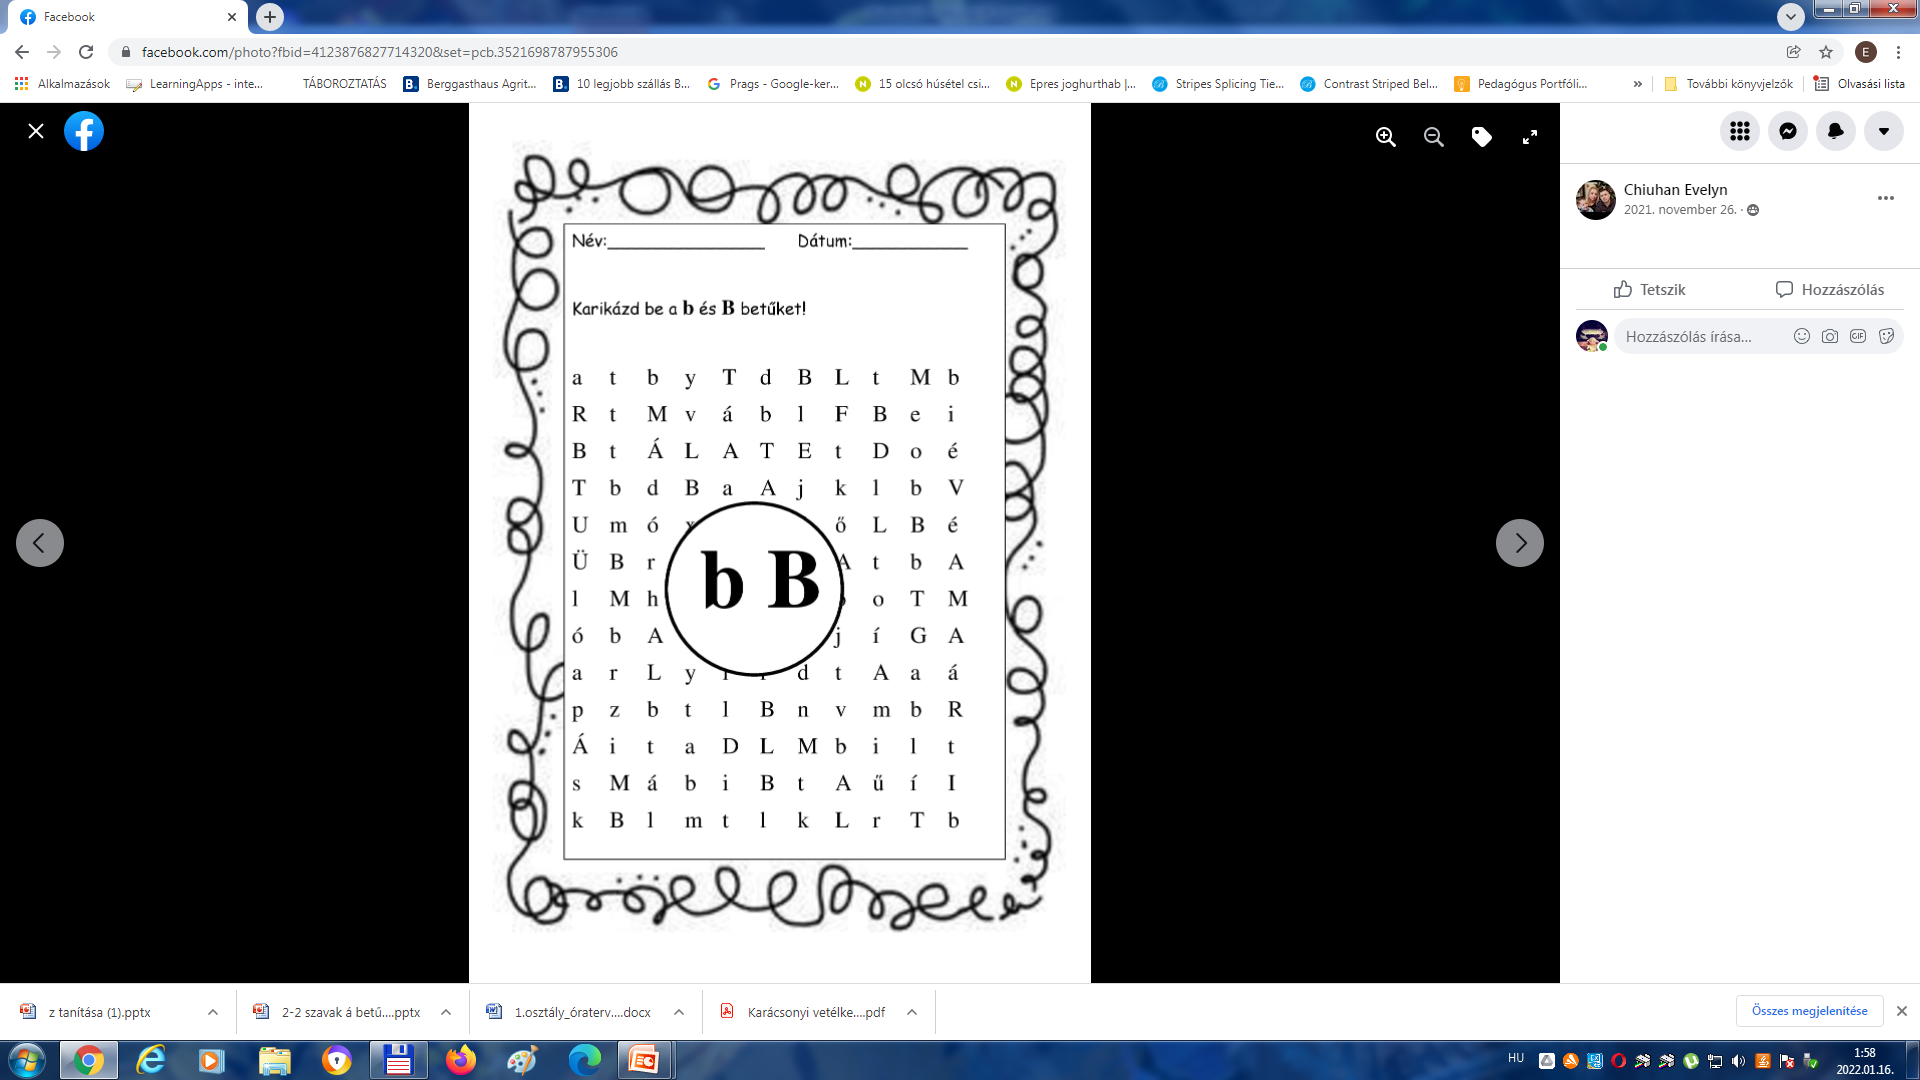 Facebook
facebook.com/photo?fbid=4123876827714320&set=pcb.3521698787955306
E
Alkalmazások
LearningApps - inte...
TÁBOROZTATÁS
Berggasthaus Agrit...
10 legjobb szállás B...
Prags - Google-ker...
15 olcsó húsétel csi...
Epres joghurthab |...
Stripes Splicing Tie...
Contrast Striped Bel...
Pedagógus Portfóli...
»
További könyvjelzők
Olvasási lista
Név:________________ Dátum:____________
Karikázd be a b és B betűket!
a t b y T d B L t M b
R t M v á b l F B e i
B t Á L A T E t D o é
T b d B a A j k l b V
U m ó ő L B é
Ü B r A t b A
l M h o T M
ó b A j í G A
a r L y d t A a á
p z b t l B n v m b R
Á i t a D L M b i l t
s M á b i B t A ű í I
k B l m t l k L r T b
b B
Chiuhan Evelyn
2021. november 26. ·
Tetszik
Hozzászólás
Hozzászólás írása...
GIF
z tanítása (1).pptx
2-2 szavak á betű....pptx
1.osztály_óraterv....docx
Karácsonyi vetélke....pdf
Összes megjelenítése
HU
1:58
2022.01.16.